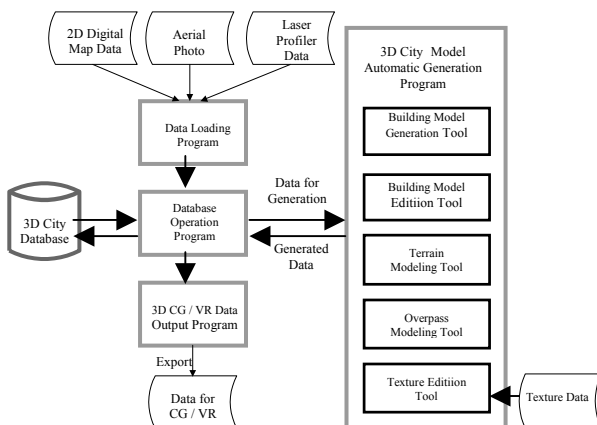 2D Digital
Map Data
Aerial
Photo
Laser
Profiler
Data
3D City Model
Automatic Generation
Program
Data Loading
Program
Building Model
Generation Tool
3D City
Database
Database
Operation
Program
Data for
Generation
Generated
Data
Building Model
Editiion Tool
Terrain
Modeling Tool
3D CG / VR Data
Output Program
Overpass
Modeling Tool
Export
Data for
CG / VR
Texture Editiion
Tool
Texture Data